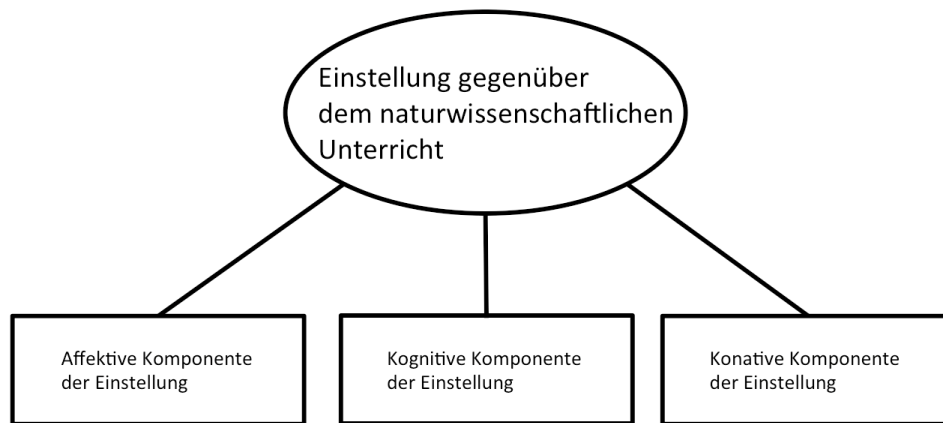 Einstellung gegenüber
dem naturwissenschaftlichen
Unterricht
Affektive Komponente
der Einstellung
Kognitive Komponente
der Einstellung
Konative Komponente
der Einstellung